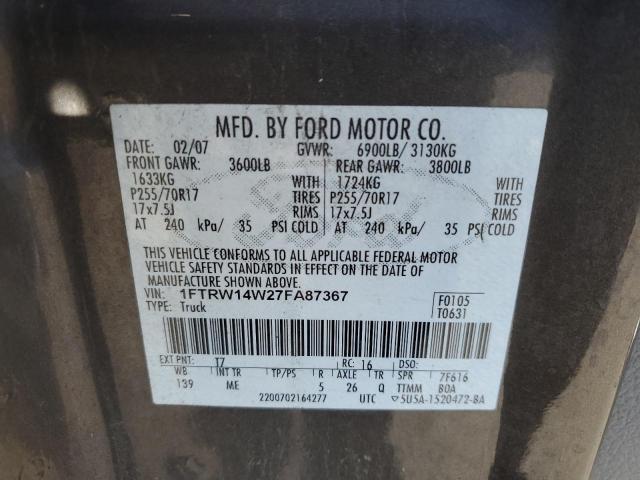 MFD. BY FORD MOTOR CO.
DATE: 02/07 GVWR: 6900LB/ 3130KG
FRONT GAWR: 3600LB REAR GAWR: 3800LB
1633KG WITH 1724KG WITH
P255/70R17 TIRES P255/70R17 TIRES
17x7.5J RIMS 17x7.5J RIMS
AT 240 kPa/ 35 PSI COLD AT 240 kPa/ 35 PSI COLD
THIS VEHICLE CONFORMS TO ALL APPLICABLE FEDERAL MOTOR
VEHICLE SAFETY STANDARDS IN EFFECT ON THE DATE OF
MANUFACTURE SHOWN ABOVE.
VIN: 1FTRW14W27FA87367 F0105
TYPE: Truck T0631
EXT PNT: T7 RC: 16 DSO:
WB INT TR TP/PS R AXLE TR SPR 7F616
139 ME 5 26 Q TTMM BOA
2200702164277 UTC 5U5A-1520472-BA